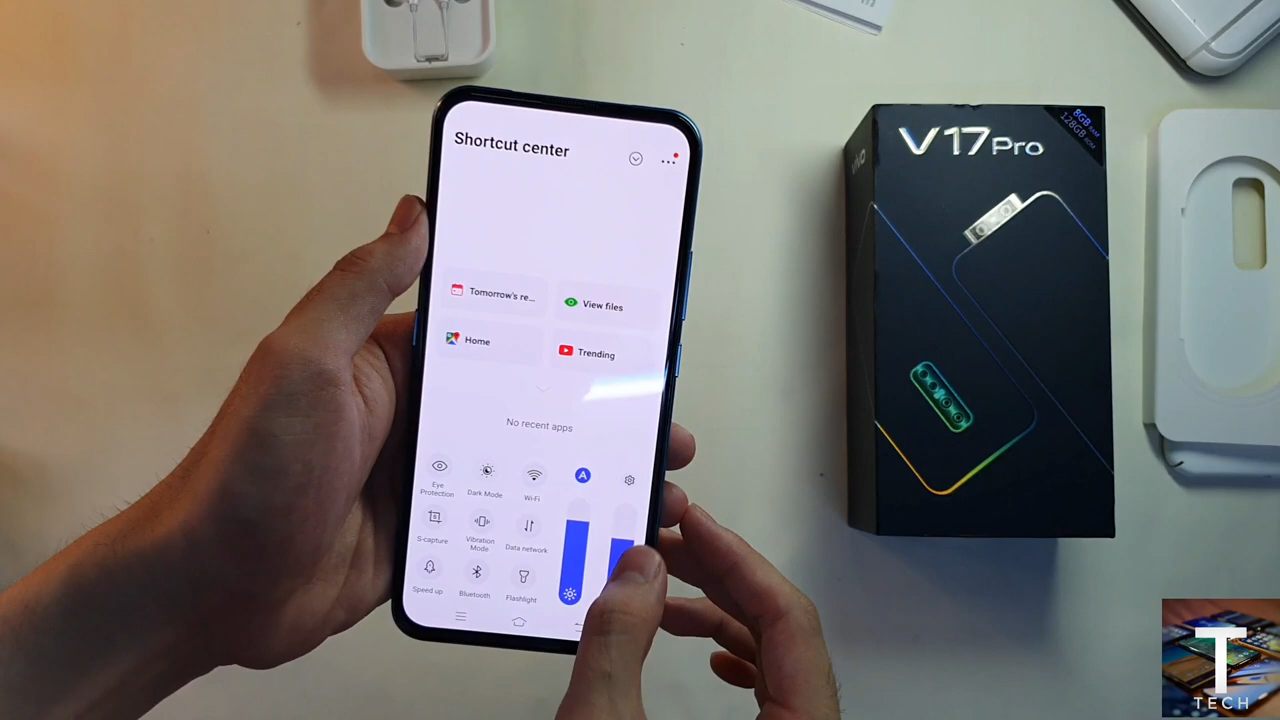 Shortcut center
Tomorrow's re...
View files
Home
Trending
No recent apps
Eye
Protection
Dark Mode
Wi-Fi
A
S-capture
Vibration
Mode
Data network
Speed up
Bluetooth
Flashlight
vivo
V17Pro
8GB RAM
128GB ROM
T
TECH